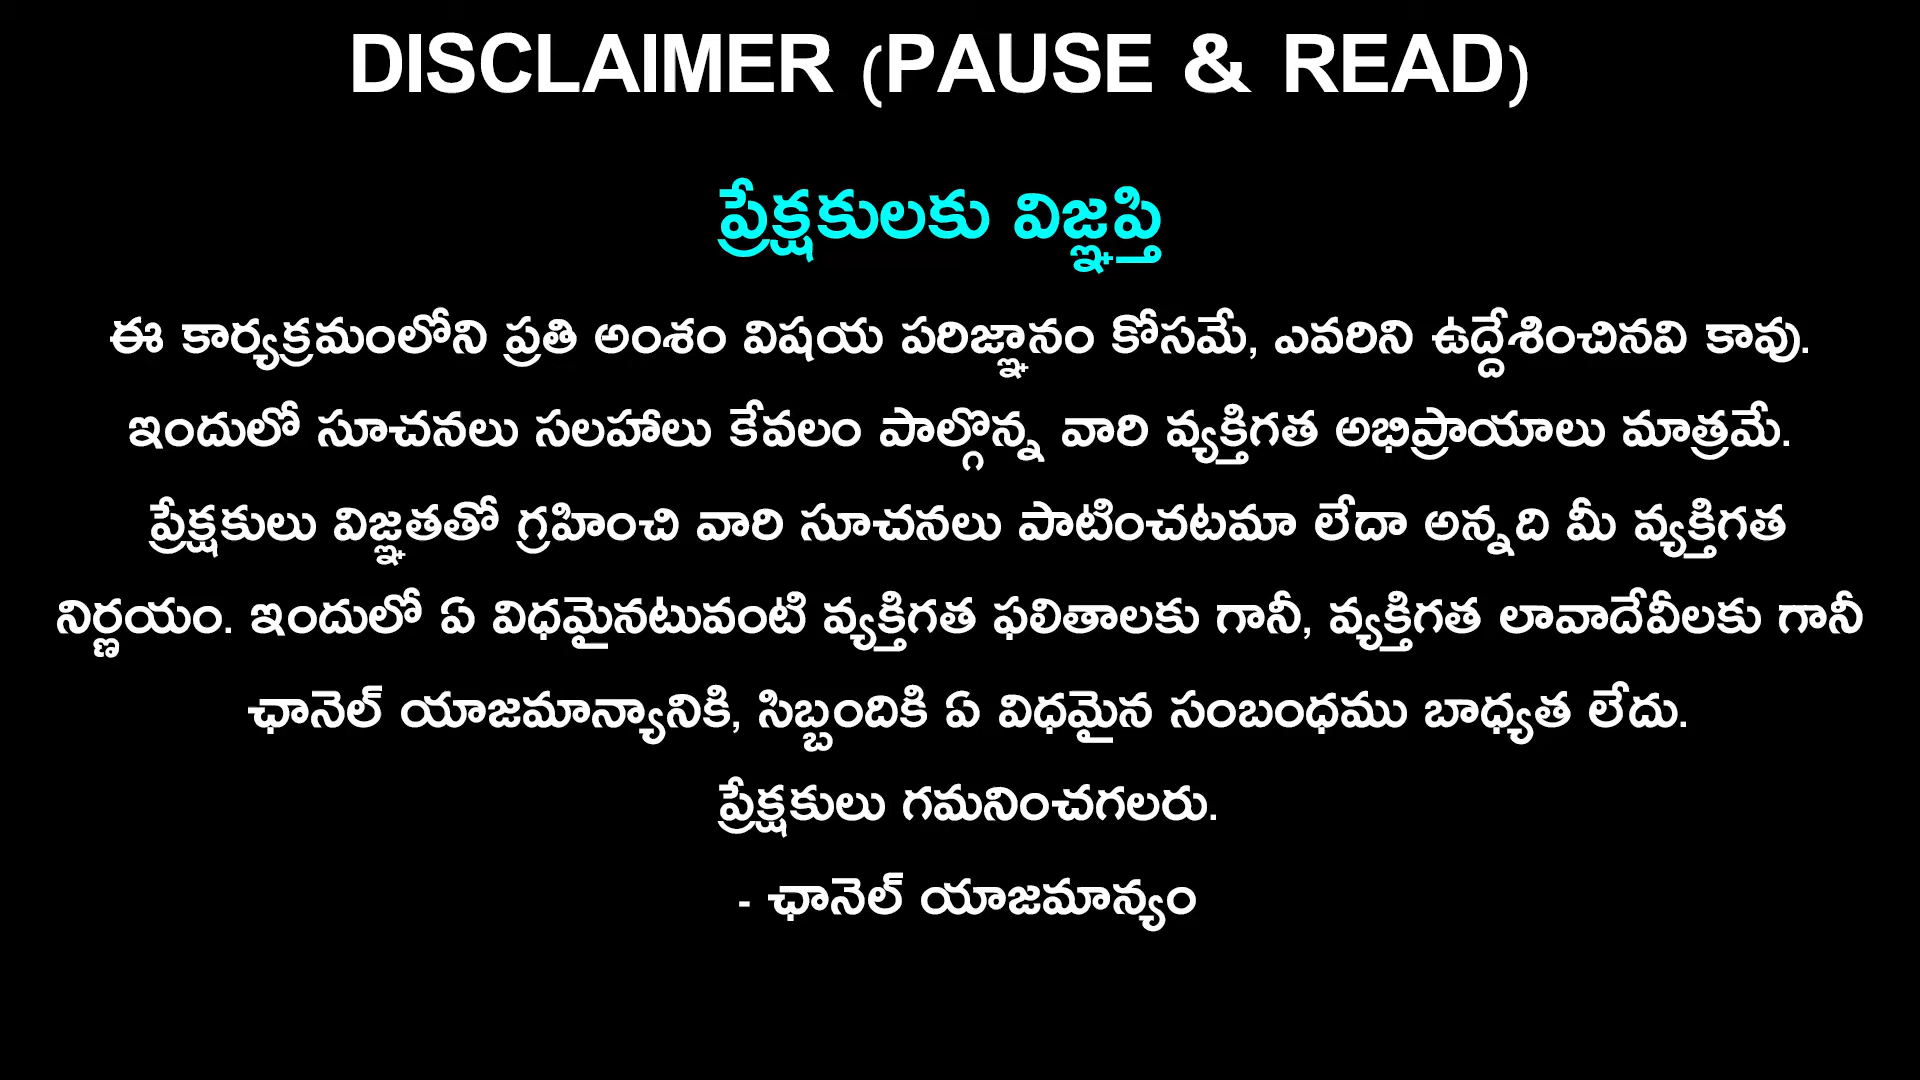 DISCLAIMER (PAUSE & READ)
ప్రేక్షకులకు విజ్ఞప్తి
ఈ కార్యక్రమంలోని ప్రతి అంశం విషయ పరిజ్ఞానం కోసమే, ఎవరిని ఉద్దేశించినవి కావు.
ఇందులో సూచనలు సలహాలు కేవలం పాల్గొన్న వారి వ్యక్తిగత అభిప్రాయాలు మాత్రమే.
ప్రేక్షకులు విజ్ఞతతో గ్రహించి వారి సూచనలు పాటించటమా లేదా అన్నది మీ వ్యక్తిగత
నిర్ణయం. ఇందులో ఏ విధమైనటువంటి వ్యక్తిగత ఫలితాలకు గానీ, వ్యక్తిగత లావాదేవీలకు గానీ
ఛానెల్ యాజమాన్యానికి, సిబ్బందికి ఏ విధమైన సంబంధము బాధ్యత లేదు.
ప్రేక్షకులు గమనించగలరు.
- ఛానెల్ యాజమాన్యం